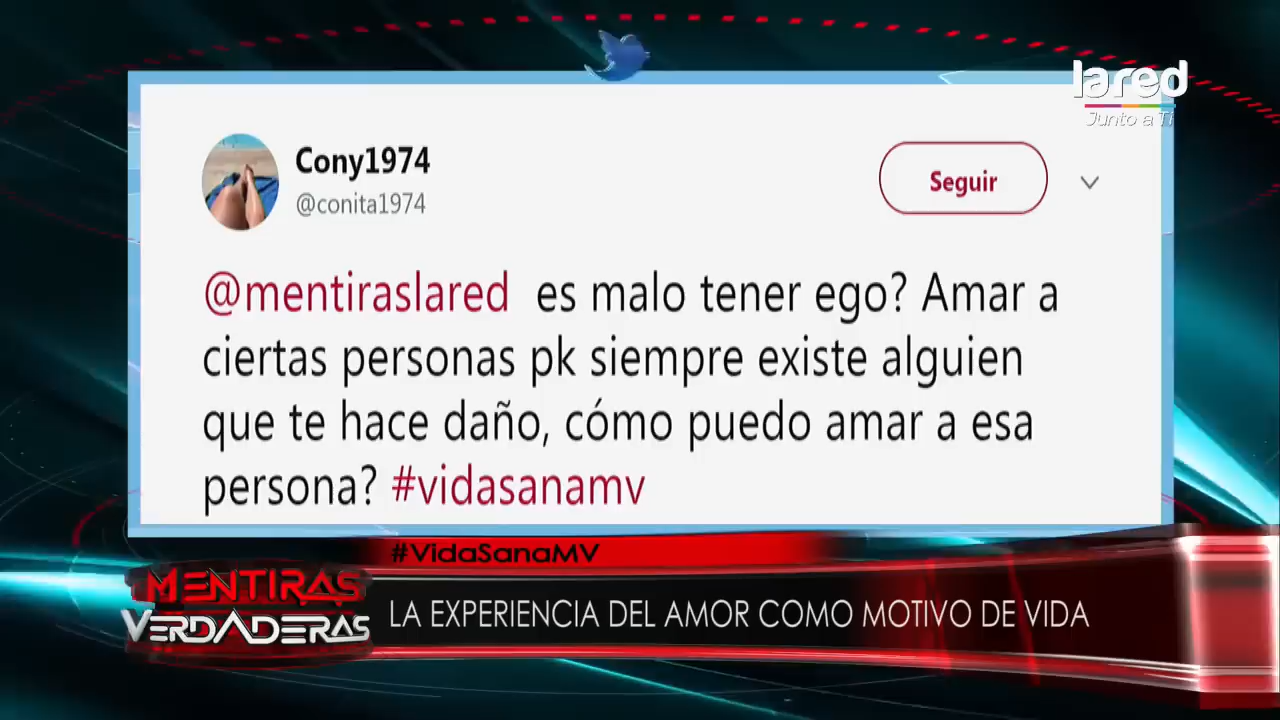 lared
Junto a Ti
Cony1974
@conita1974
Seguir
@mentiraslared es malo tener ego? Amar a
ciertas personas pk siempre existe alguien
que te hace daño, cómo puedo amar a esa
persona? #vidasanamv
#VidaSanaMV
MENTIRAS
VERDADERAS
LA EXPERIENCIA DEL AMOR COMO MOTIVO DE VIDA